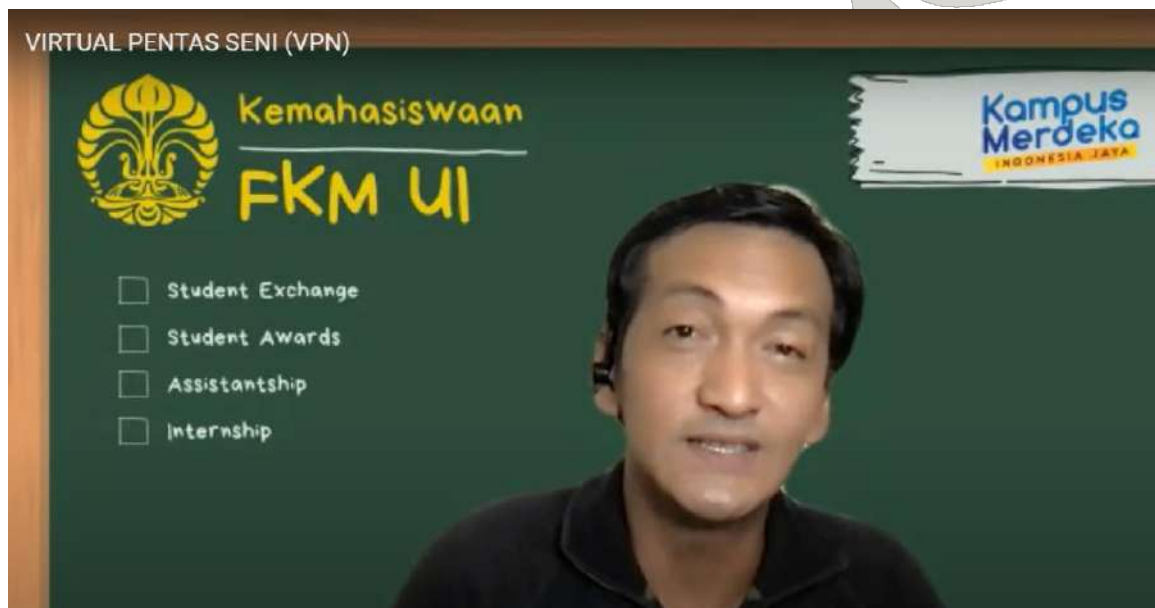 VIRTUAL PENTAS SENI (VPN)
Kemahasiswaan
FKM UI
Kampus
Merdeka
INDONESIA JAYA
Student Exchange
Student Awards
Assistantship
Internship